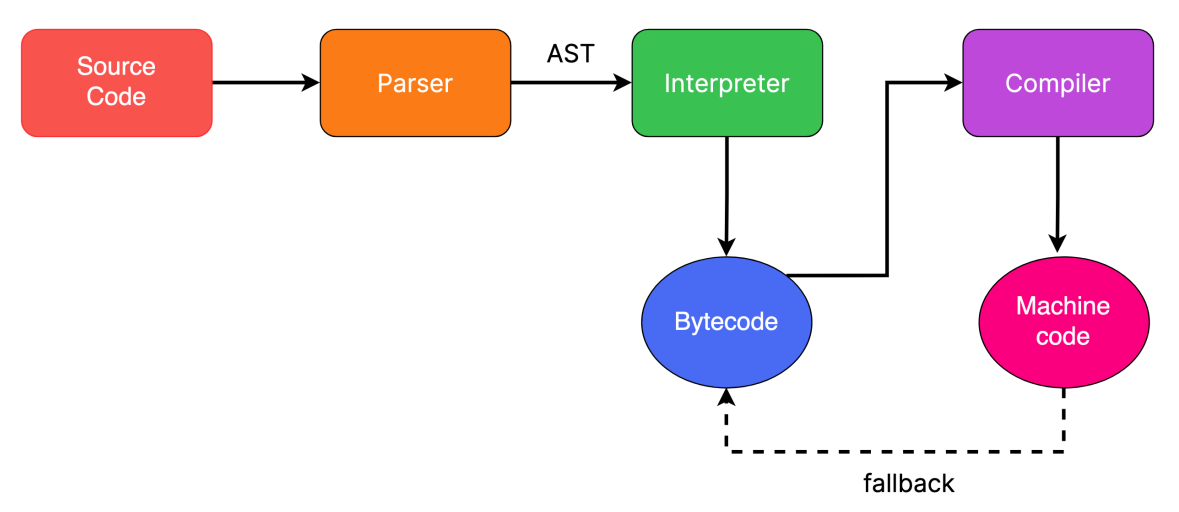 Source
Code
Parser
AST
Interpreter
Compiler
Bytecode
Machine
code
fallback